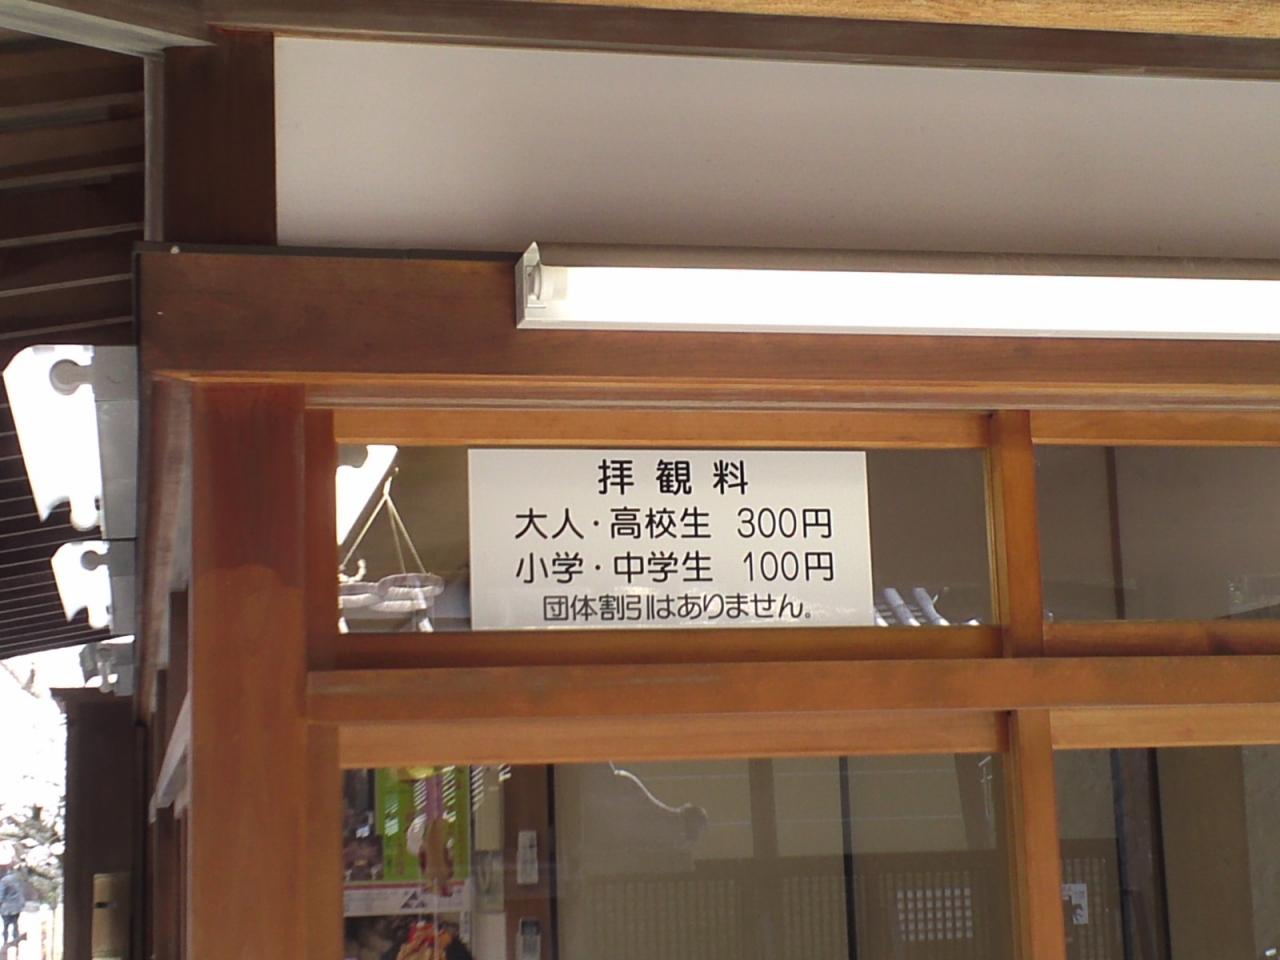 拝観料
大人・高校生 300円
小学・中学生 100円
団体割引はありません。